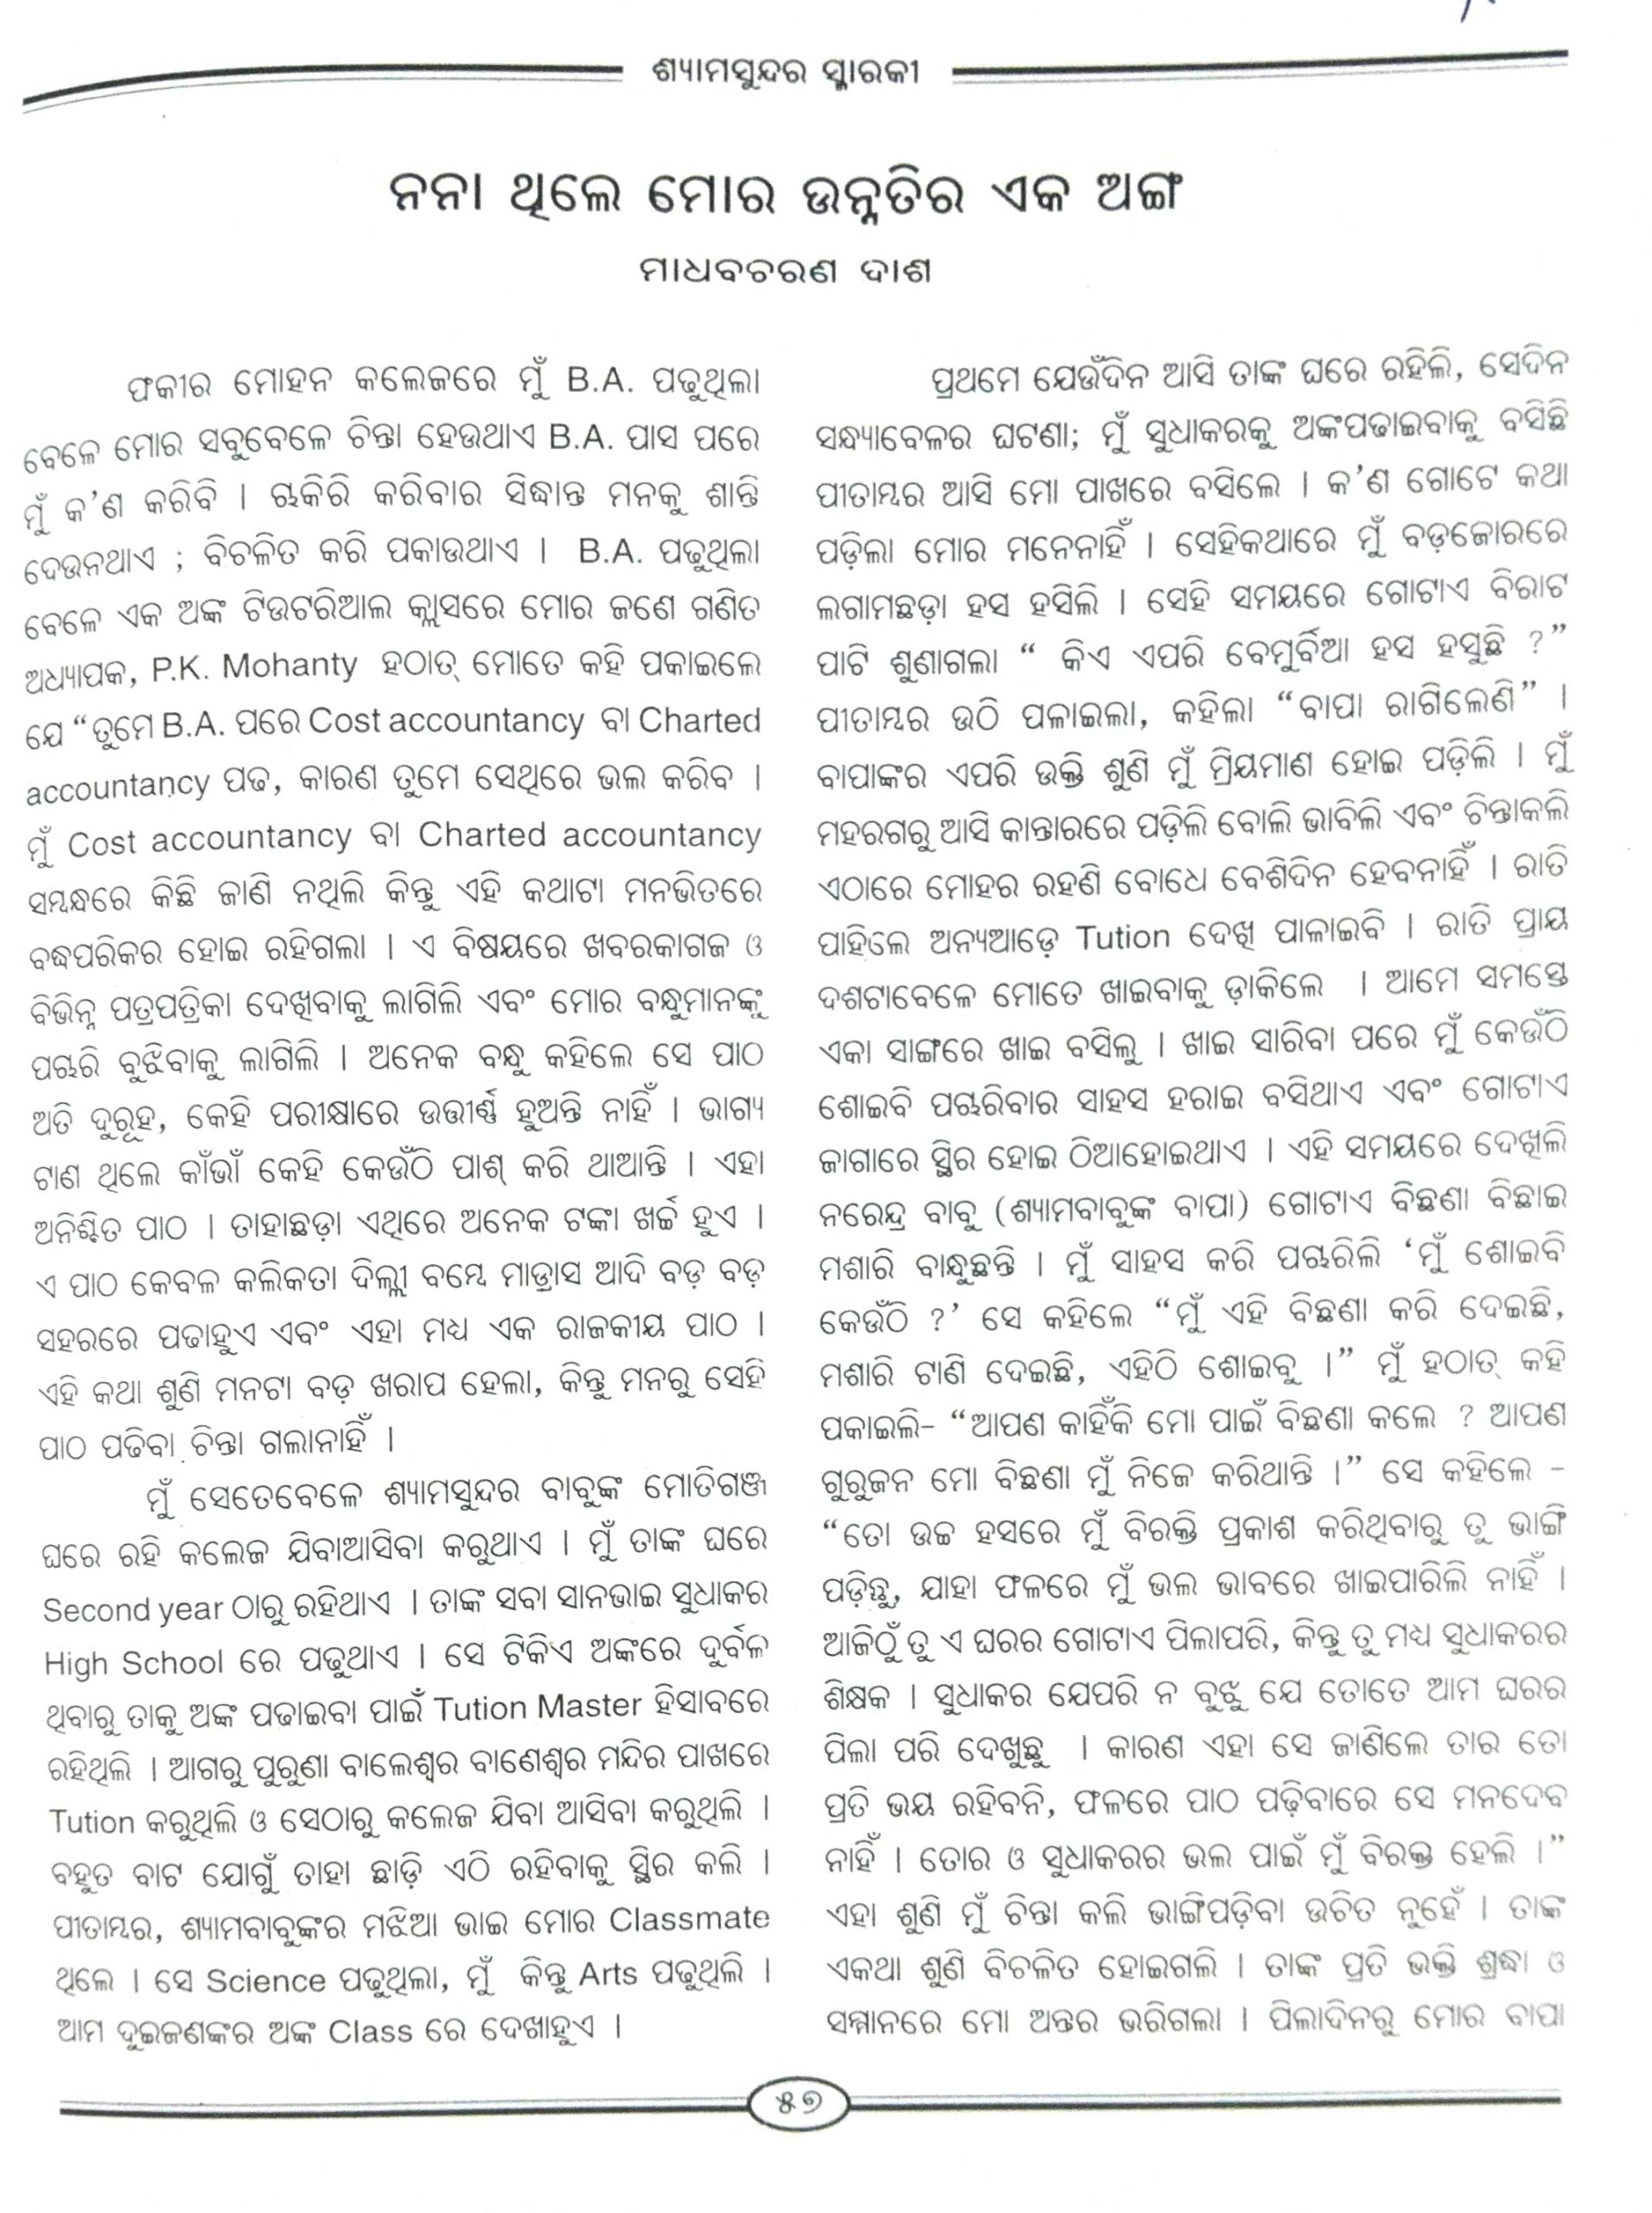 ଶ୍ୟାମସୁନ୍ଦର ସ୍ମାରକୀ
ନନା ଥିଲେ ମୋର ଉନ୍ନତିର ଏକ ଅଙ୍ଗ
ମାଧବଚରଣ ଦାଶ
ଫକୀର ମୋହନ କଲେଜରେ ମୁଁ B.A. ପଢୁଥିଲା
ବେଳେ ମୋର ସବୁବେଳେ ଚିନ୍ତା ହେଉଥାଏ B.A. ପାସ ପରେ
ମୁଁ କ'ଣ କରିବି । ଚାକିରି କରିବାର ସିଦ୍ଧାନ୍ତ ମନକୁ ଶାନ୍ତି
ଦେଉନଥାଏ ; ବିଚଳିତ କରି ପକାଉଥାଏ । B.A. ପଢୁଥିଲା
ବେଳେ ଏକ ଅଙ୍କ ଟିଉଟରିଆଲ କ୍ଲାସରେ ମୋର ଜଣେ ଗଣିତ
ଅଧ୍ୟାପକ, P.K. Mohanty ହଠାତ୍ ମୋତେ କହି ପକାଇଲେ
ଯେ “ତୁମେ B.A. ପରେ Cost accountancy ବା Charted
accountancy ପଢ, କାରଣ ତୁମେ ସେଥିରେ ଭଲ କରିବ ।
ମୁଁ Cost accountancy ବା Charted accountancy
ସମ୍ବନ୍ଧରେ କିଛି ଜାଣି ନଥିଲି କିନ୍ତୁ ଏହି କଥାଟା ମନଭିତରେ
ବଦ୍ଧପରିକର ହୋଇ ରହିଗଲା । ଏ ବିଷୟରେ ଖବରକାଗଜ ଓ
ବିଭିନ୍ନ ପତ୍ରପତ୍ରିକା ଦେଖିବାକୁ ଲାଗିଲି ଏବଂ ମୋର ବନ୍ଧୁମାନଙ୍କୁ
ପଚାରି ବୁଝିବାକୁ ଲାଗିଲି । ଅନେକ ବନ୍ଧୁ କହିଲେ ସେ ପାଠ
ଅତି ଦୁରୂହ, କେହି ପରୀକ୍ଷାରେ ଉତ୍ତୀର୍ଣ୍ଣ ହୁଅନ୍ତି ନାହିଁ । ଭାଗ୍ୟ
ଟାଣ ଥିଲେ କାଁଭାଁ କେହି କେଉଁଠି ପାଶ୍ କରି ଥାଆନ୍ତି । ଏହା
ଅନିଶ୍ଚିତ ପାଠ । ତାହାଛଡ଼ା ଏଥିରେ ଅନେକ ଟଙ୍କା ଖର୍ଚ୍ଚ ହୁଏ ।
ଏ ପାଠ କେବଳ କଲିକତା ଦିଲ୍ଲୀ ବମ୍ବେ ମାଡ୍ରାସ ଆଦି ବଡ଼ ବଡ଼
ସହରରେ ପଢାହୁଏ ଏବଂ ଏହା ମଧ୍ୟ ଏକ ରାଜକୀୟ ପାଠ ।
ଏହି କଥା ଶୁଣି ମନଟା ବଡ଼ ଖରାପ ହେଲା, କିନ୍ତୁ ମନରୁ ସେହି
ପାଠ ପଢିବା ଚିନ୍ତା ଗଲାନାହିଁ ।
ମୁଁ ସେତେବେଳେ ଶ୍ୟାମସୁନ୍ଦର ବାବୁଙ୍କ ମୋତିଗଞ୍ଜ
ଘରେ ରହି କଲେଜ ଯିବାଆସିବା କରୁଥାଏ । ମୁଁ ତାଙ୍କ ଘରେ
Second year ଠାରୁ ରହିଥାଏ । ତାଙ୍କ ସବା ସାନଭାଇ ସୁଧାକର
High School ରେ ପଢୁଥାଏ । ସେ ଟିକିଏ ଅଙ୍କରେ ଦୁର୍ବଳ
ଥିବାରୁ ତାକୁ ଅଙ୍କ ପଢାଇବା ପାଇଁ Tution Master ହିସାବରେ
ରହିଥିଲି । ଆଗରୁ ପୁରୁଣା ବାଲେଶ୍ୱର ବାଣେଶ୍ୱର ମନ୍ଦିର ପାଖରେ
Tution କରୁଥିଲି ଓ ସେଠାରୁ କଲେଜ ଯିବା ଆସିବା କରୁଥିଲି ।
ବହୁତ ବାଟ ଯୋଗୁଁ ତାହା ଛାଡ଼ି ଏଠି ରହିବାକୁ ସ୍ଥିର କଲି ।
ପୀତାମ୍ବର, ଶ୍ୟାମବାବୁଙ୍କର ମଝିଆ ଭାଇ ମୋର Classmate
ଥିଲେ । ସେ Science ପଢୁଥିଲା, ମୁଁ କିନ୍ତୁ Arts ପଢୁଥିଲି ।
ଆମ ଦୁଇଜଣଙ୍କର ଅଙ୍କ Class ରେ ଦେଖାହୁଏ ।
ପ୍ରଥମେ ଯେଉଁଦିନ ଆସି ତାଙ୍କ ଘରେ ରହିଲି, ସେଦିନ
ସନ୍ଧ୍ୟାବେଳର ଘଟଣା; ମୁଁ ସୁଧାକରକୁ ଅଙ୍କପଢାଇବାକୁ ବସିଛି
ପୀତାମ୍ବର ଆସି ମୋ ପାଖରେ ବସିଲେ । କ'ଣ ଗୋଟେ କଥା
ପଡ଼ିଲା ମୋର ମନେନାହିଁ । ସେହିକଥାରେ ମୁଁ ବଡ଼ଜୋରରେ
ଲଗାମଛଡ଼ା ହସ ହସିଲି । ସେହି ସମୟରେ ଗୋଟାଏ ବିରାଟ
ପାଟି ଶୁଣାଗଲା “ କିଏ ଏପରି ବେମୁର୍ବିଆ ହସ ହସୁଛି ?”
ପୀତାମ୍ବର ଉଠି ପଳାଇଲା, କହିଲା “ବାପା ରାଗିଲେଣି” ।
ବାପାଙ୍କର ଏପରି ଉକ୍ତି ଶୁଣି ମୁଁ ମ୍ରିୟମାଣ ହୋଇ ପଡ଼ିଲି । ମୁଁ
ମହରଗରୁ ଆସି କାନ୍ତାରରେ ପଡ଼ିଲି ବୋଲି ଭାବିଲି ଏବଂ ଚିନ୍ତାକଲି
ଏଠାରେ ମୋହର ରହଣି ବୋଧେ ବେଶିଦିନ ହେବନାହିଁ । ରାତି
ପାହିଲେ ଅନ୍ୟଆଡ଼େ Tution ଦେଖି ପାଳାଇବି । ରାତି ପ୍ରାୟ
ଦଶଟାବେଳେ ମୋତେ ଖାଇବାକୁ ଡ଼ାକିଲେ । ଆମେ ସମସ୍ତେ
ଏକା ସାଙ୍ଗରେ ଖାଇ ବସିଲୁ । ଖାଇ ସାରିବା ପରେ ମୁଁ କେଉଁଠି
ଶୋଇବି ପଚାରିବାର ସାହସ ହରାଇ ବସିଥାଏ ଏବଂ ଗୋଟାଏ
ଜାଗାରେ ସ୍ଥିର ହୋଇ ଠିଆହୋଇଥାଏ । ଏହି ସମୟରେ ଦେଖିଲି
ନରେନ୍ଦ୍ର ବାବୁ (ଶ୍ୟାମବାବୁଙ୍କ ବାପା) ଗୋଟାଏ ବିଛଣା ବିଛାଇ
ମଶାରି ବାନ୍ଧୁଛନ୍ତି । ମୁଁ ସାହସ କରି ପଚାରିଲି ‘ମୁଁ ଶୋଇବି
କେଉଁଠି ?’ ସେ କହିଲେ “ମୁଁ ଏହି ବିଛଣା କରି ଦେଇଛି,
ମଶାରି ଟାଣି ଦେଇଛି, ଏହିଠି ଶୋଇବୁ ।” ମୁଁ ହଠାତ୍ କହି
ପକାଇଲି– “ଆପଣ କାହିଁକି ମୋ ପାଇଁ ବିଛଣା କଲେ ? ଆପଣ
ଗୁରୁଜନ ମୋ ବିଛଣା ମୁଁ ନିଜେ କରିଥାନ୍ତି ।” ସେ କହିଲେ –
“ତୋ ଉଚ୍ଚ ହସରେ ମୁଁ ବିରକ୍ତି ପ୍ରକାଶ କରିଥିବାରୁ ତୁ ଭାଙ୍ଗି
ପଡ଼ିଛୁ, ଯାହା ଫଳରେ ମୁଁ ଭଲ ଭାବରେ ଖାଇପାରିଲି ନାହିଁ ।
ଆଜିଠୁଁ ତୁ ଏ ଘରର ଗୋଟାଏ ପିଲାପରି, କିନ୍ତୁ ତୁ ମଧ୍ୟ ସୁଧାକରର
ଶିକ୍ଷକ । ସୁଧାକର ଯେପରି ନ ବୁଝୁ ଯେ ତୋତେ ଆମ ଘରର
ପିଲା ପରି ଦେଖୁଛୁ । କାରଣ ଏହା ସେ ଜାଣିଲେ ତାର ତୋ
ପ୍ରତି ଭୟ ରହିବନି, ଫଳରେ ପାଠ ପଢ଼ିବାରେ ସେ ମନଦେବ
ନାହିଁ । ତୋର ଓ ସୁଧାକରର ଭଲ ପାଇଁ ମୁଁ ବିରକ୍ତ ହେଲି ।”
ଏହା ଶୁଣି ମୁଁ ଚିନ୍ତା କଲି ଭାଙ୍ଗିପଡ଼ିବା ଉଚିତ ନୁହେଁ । ତାଙ୍କ
ଏକଥା ଶୁଣି ବିଚଳିତ ହୋଇଗଲି । ତାଙ୍କ ପ୍ରତି ଭକ୍ତି ଶ୍ରଦ୍ଧା ଓ
ସମ୍ମାନରେ ମୋ ଅନ୍ତର ଭରିଗଲା । ପିଲାଦିନରୁ ମୋର ବାପା
୫୭